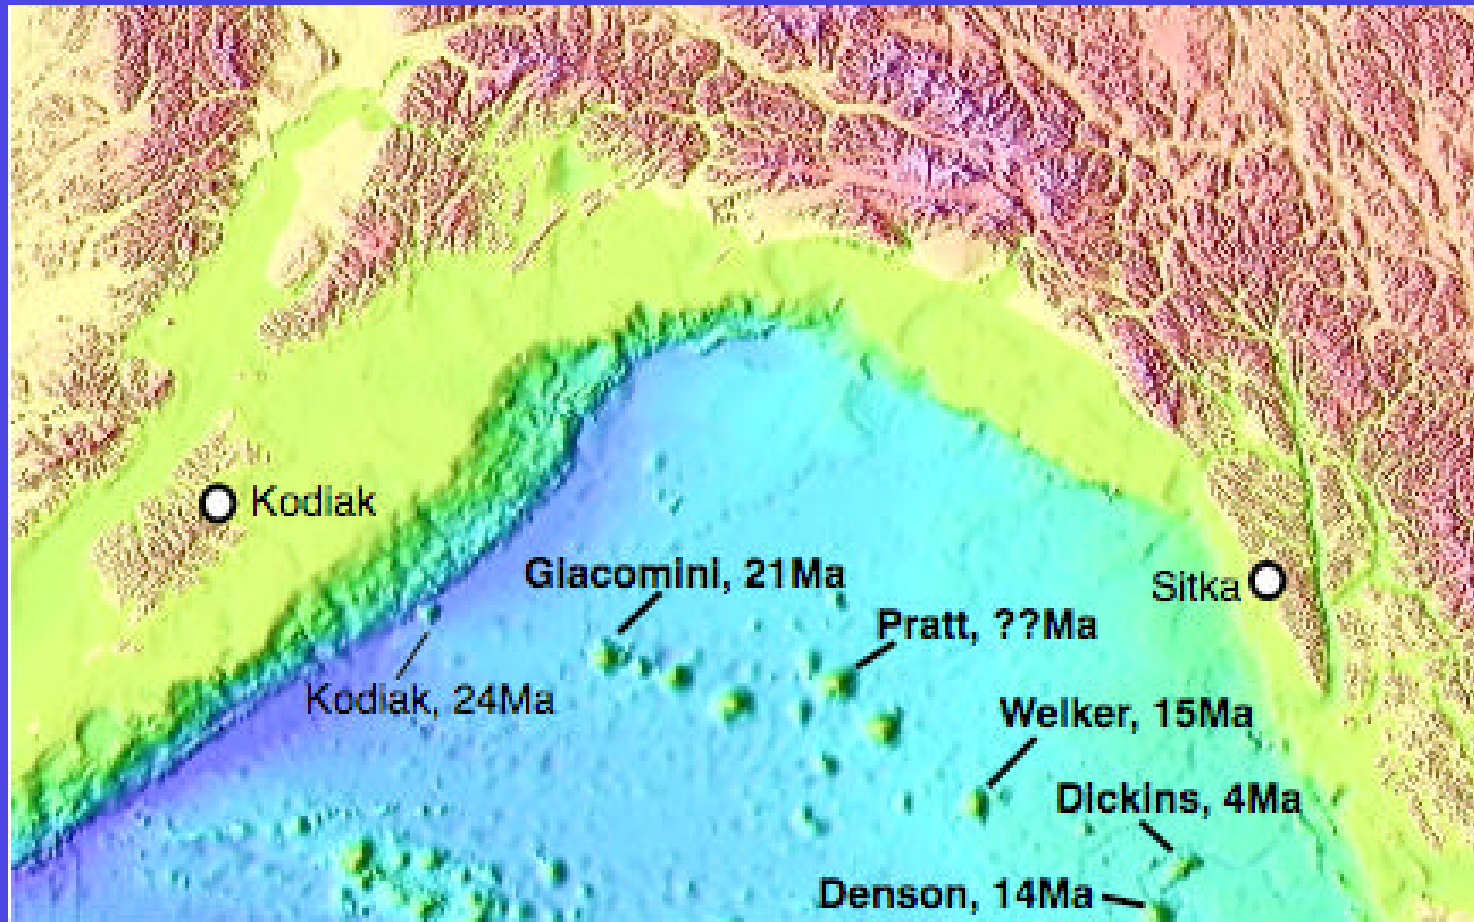 Kodiak
Giacomini, 21Ma
Sitka
Pratt, ??Ma
Kodiak, 24Ma
Welker, 15Ma
Dickins, 4Ma
Denson, 14Ma